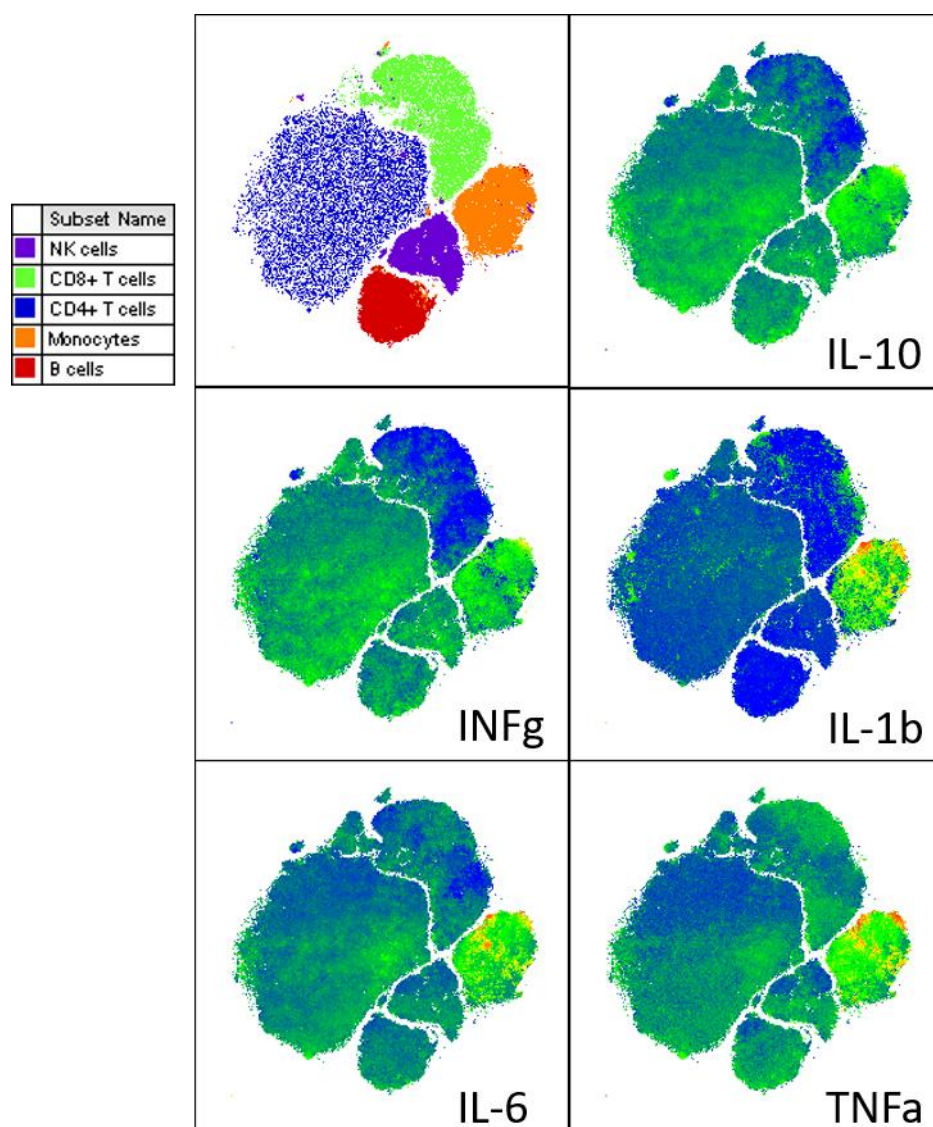 Subset Name
NK cells
CD8+ T cells
CD4+ T cells
Monocytes
B cells
IL-10
INFg
IL-1b
IL-6
TNFa